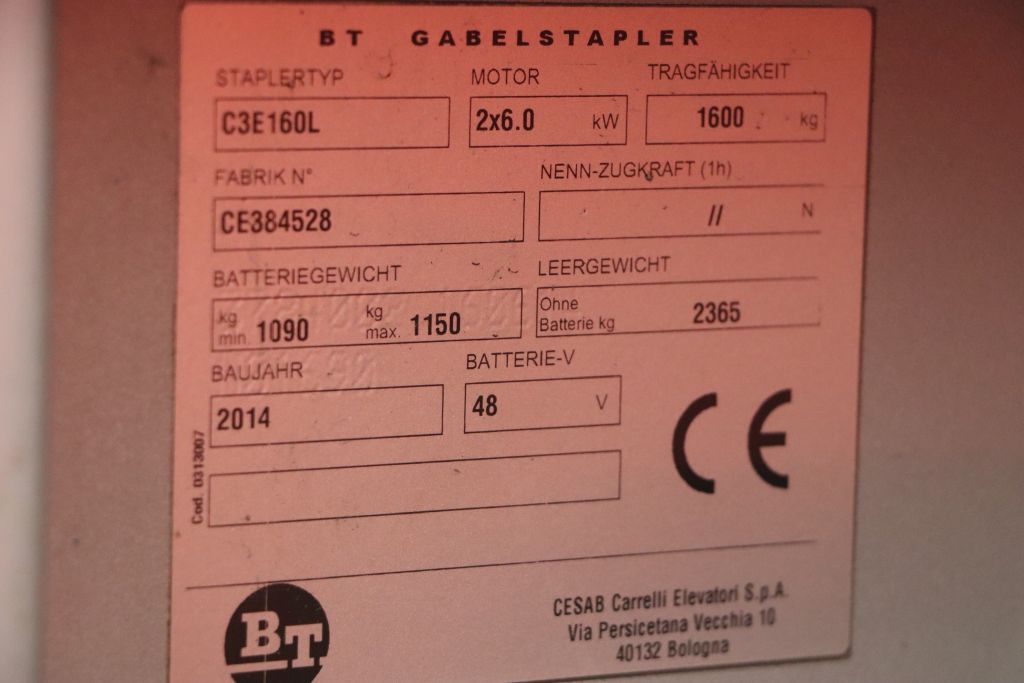 BT GABELSTAPLER
STAPLERTYP MOTOR TRAGFÄHIGKEIT
C3E160L 2x6.0 kW 1600 kg
FABRIK N° NENN-ZUGKRAFT (1h)
CE384528 // N
BATTERIEGEWICHT LEERGEWICHT
kg min. 1090 kg max. 1150 Ohne Batterie kg 2365
BAUJAHR BATTERIE-V
2014 48 V
CE
Cod. D313007
BT
CESAB Carrelli Elevatori S.p.A.
Via Persicetana Vecchia 10
40132 Bologna